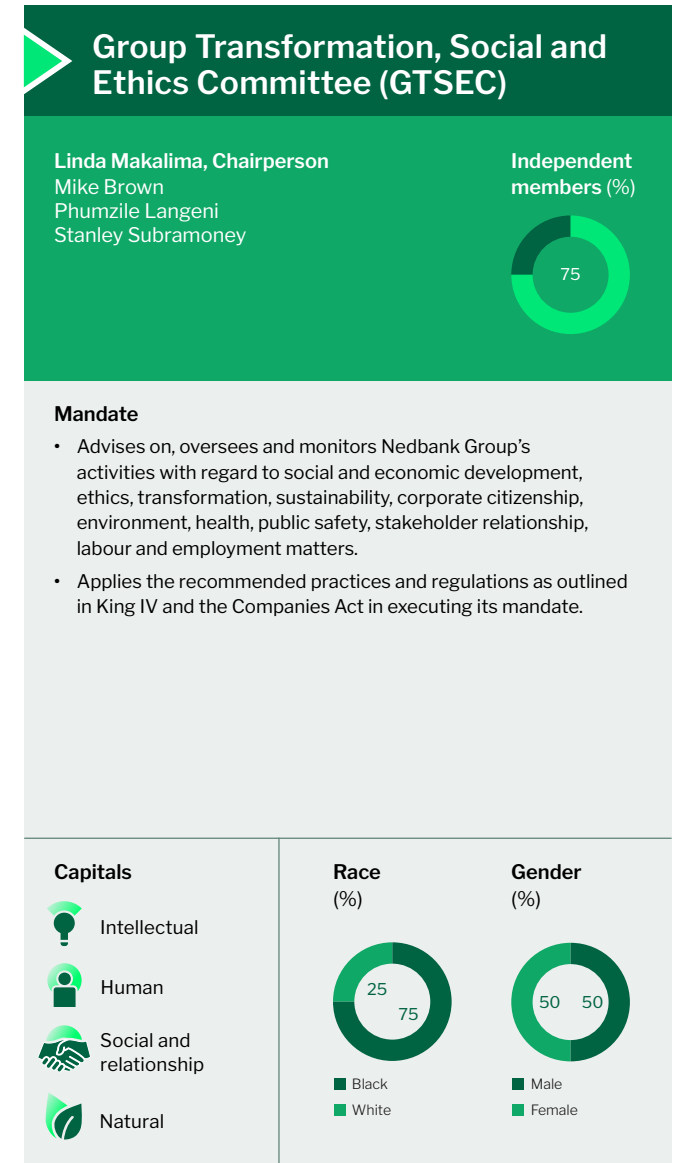 Group Transformation, Social and
Ethics Committee (GTSEC)
Linda Makalima, Chairperson
Mike Brown
Phumzile Langeni
Stanley Subramoney
Independent
members (%)
75
Mandate
• Advises on, oversees and monitors Nedbank Group’s
activities with regard to social and economic development,
ethics, transformation, sustainability, corporate citizenship,
environment, health, public safety, stakeholder relationship,
labour and employment matters.
• Applies the recommended practices and regulations as outlined
in King IV and the Companies Act in executing its mandate.
Capitals
Intellectual
Human
Social and
relationship
Natural
Race
(%)
25
75
Black
White
Gender
(%)
50 50
Male
Female